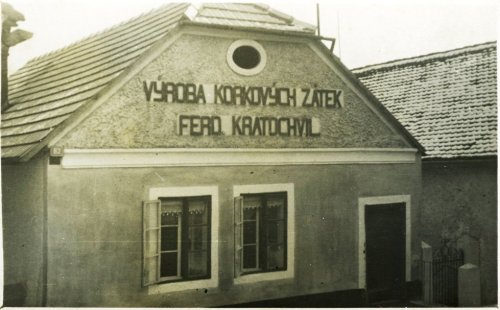 VÝROBA KORKOVÝCH ZÁTEK
FERD. KRATOCHVIL.